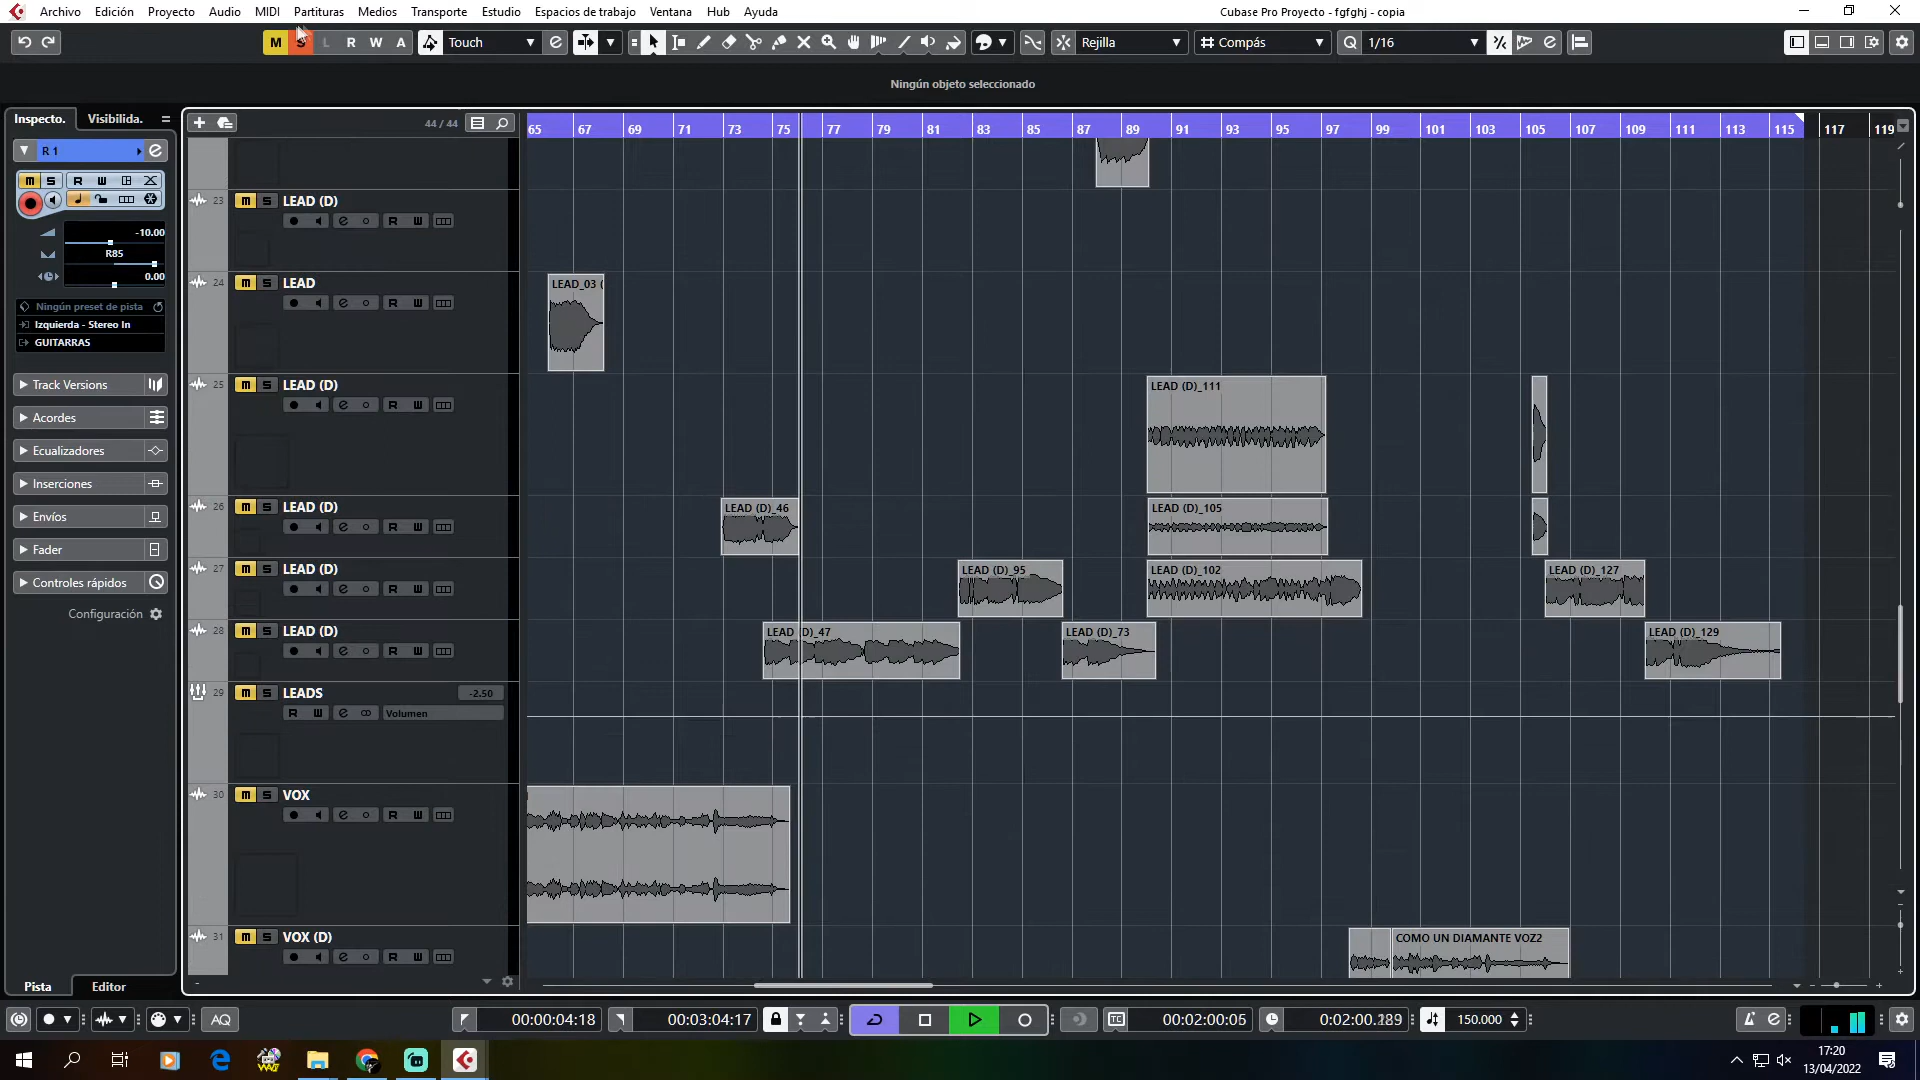 Archivo Edición Proyecto Audio MIDI Partituras Medios Transporte Estudio Espacios de trabajo Ventana Hub Ayuda
Cubase Pro Proyecto - fgfghj - copia
M S L R W A Touch Rejilla Compás Q 1/16
Ningún objeto seleccionado
Inspecto. Visibilida.
44 / 44
65 67 69 71 73 75 77 79 81 83 85 87 89 91 93 95 97 99 101 103 105 107 109 111 113 115 117 119
R 1
M S R W
-10.00
R85
0.00
Ningún preset de pista
Izquierda - Stereo In
GUITARRAS
Track Versions
Acordes
Ecualizadores
Inserciones
Envíos
Fader
Controles rápidos
Configuración
Pista Editor
23 m S LEAD (D)
R W
24 m S LEAD
R W
LEAD_03 (
25 m S LEAD (D)
R W
LEAD (D)_111
26 m S LEAD (D)
R W
LEAD (D)_46
LEAD (D)_105
27 m S LEAD (D)
R W
LEAD (D)_95
LEAD (D)_102
LEAD (D)_127
28 m S LEAD (D)
R W
LEAD (D)_47
LEAD (D)_73
LEAD (D)_129
29 m S LEADS -2.50
R W Volumen
30 m S VOX
R W
31 m S VOX (D)
R W
COMO UN DIAMANTE VOZ2
AQ 00:00:04:18 00:03:04:17 TC 00:02:00:05 150.000
17:20
13/04/2022